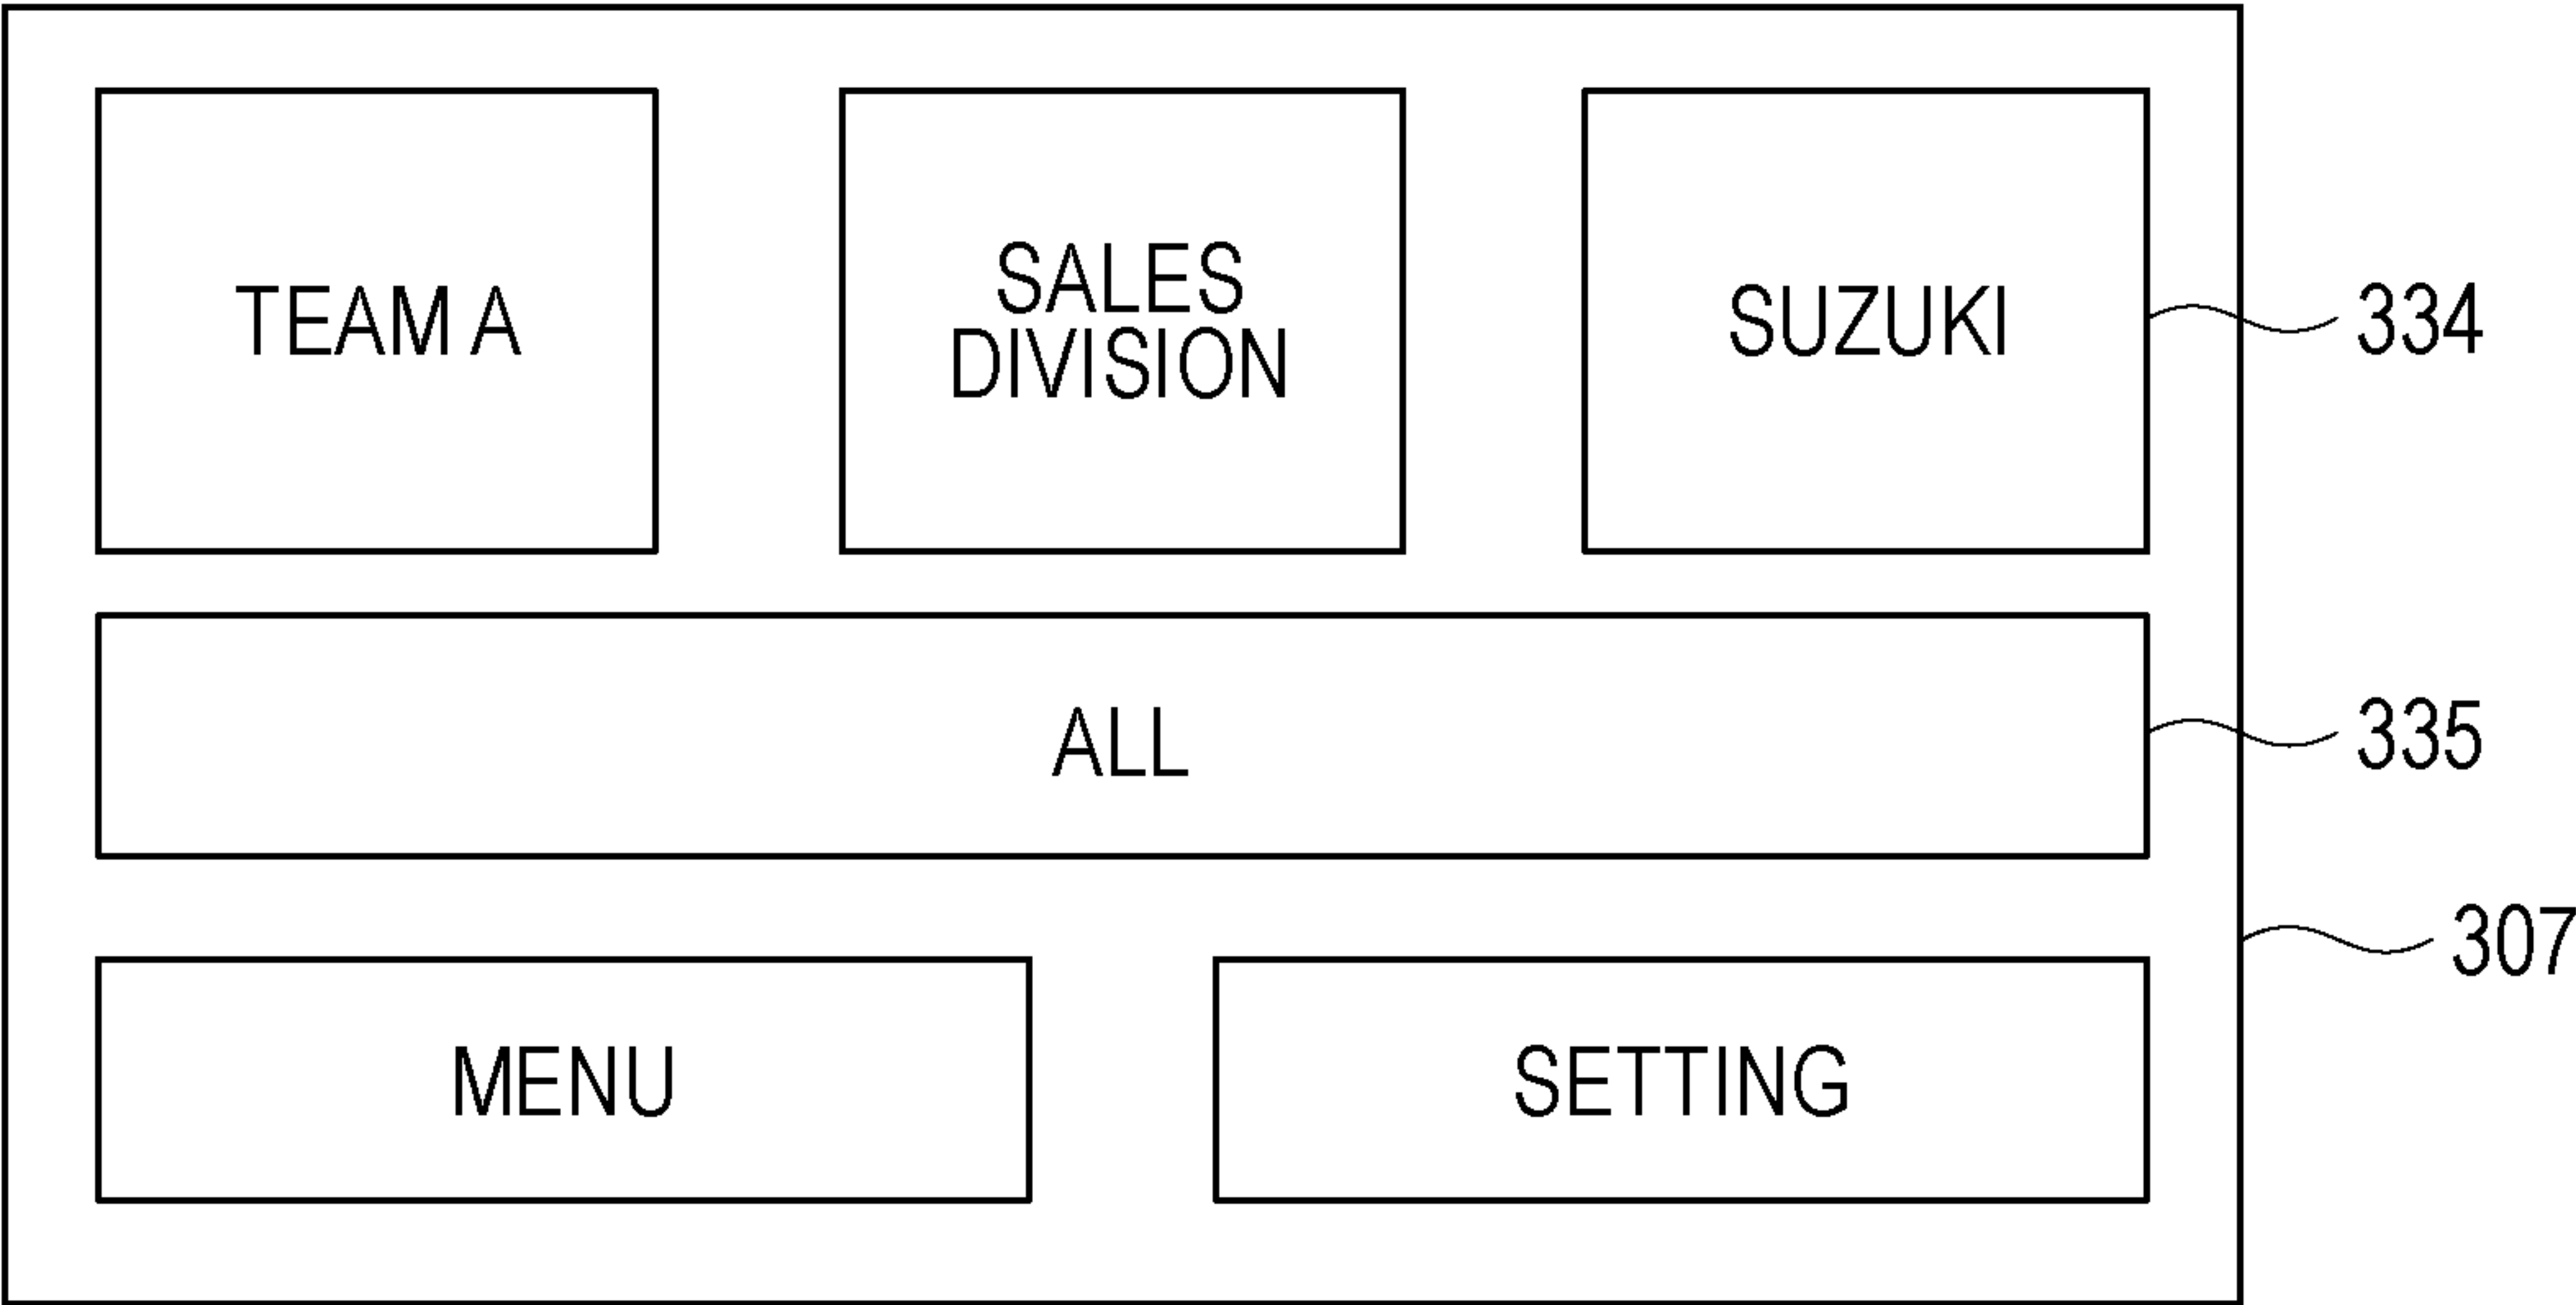 TEAM A
SALES
DIVISION
SUZUKI
334
ALL
335
307
MENU
SETTING